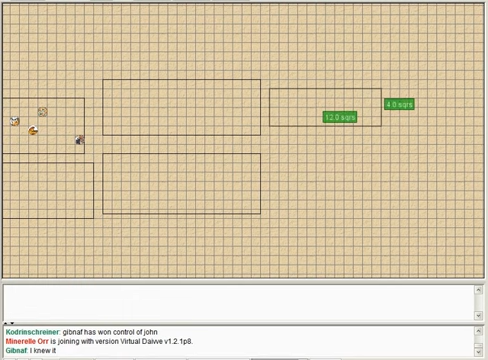 4.0 sqrs
12.0 sqrs
Kodrinschreiner: gibnaf has won control of john
Minerelle Orr is joining with version Virtual Daive v1.2.1p8.
Gibnaf: I knew it